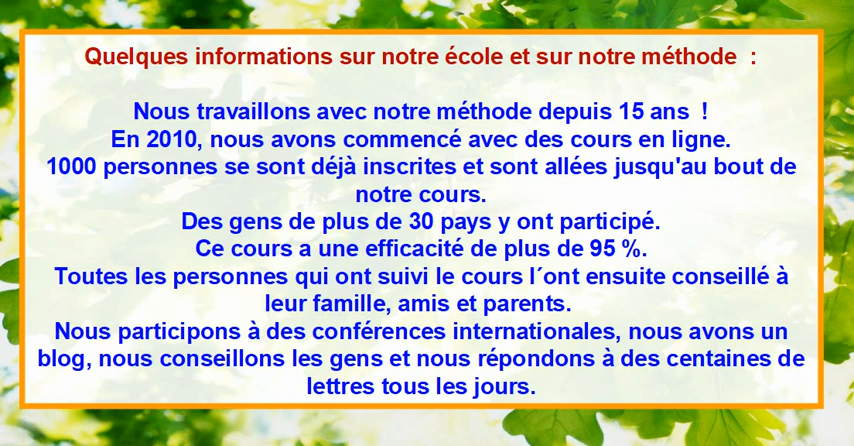 Quelques informations sur notre école et sur notre méthode  :
Nous travaillons avec notre méthode depuis 15 ans  !
En 2010, nous avons commencé avec des cours en ligne.
1000 personnes se sont déjà inscrites et sont allées jusqu'au bout de
notre cours.
Des gens de plus de 30 pays y ont participé.
Ce cours a une efficacité de plus de 95 %.
Toutes les personnes qui ont suivi le cours l´ont ensuite conseillé à
leur famille, amis et parents.
Nous participons à des conférences internationales, nous avons un
blog, nous conseillons les gens et nous répondons à des centaines de
lettres tous les jours.